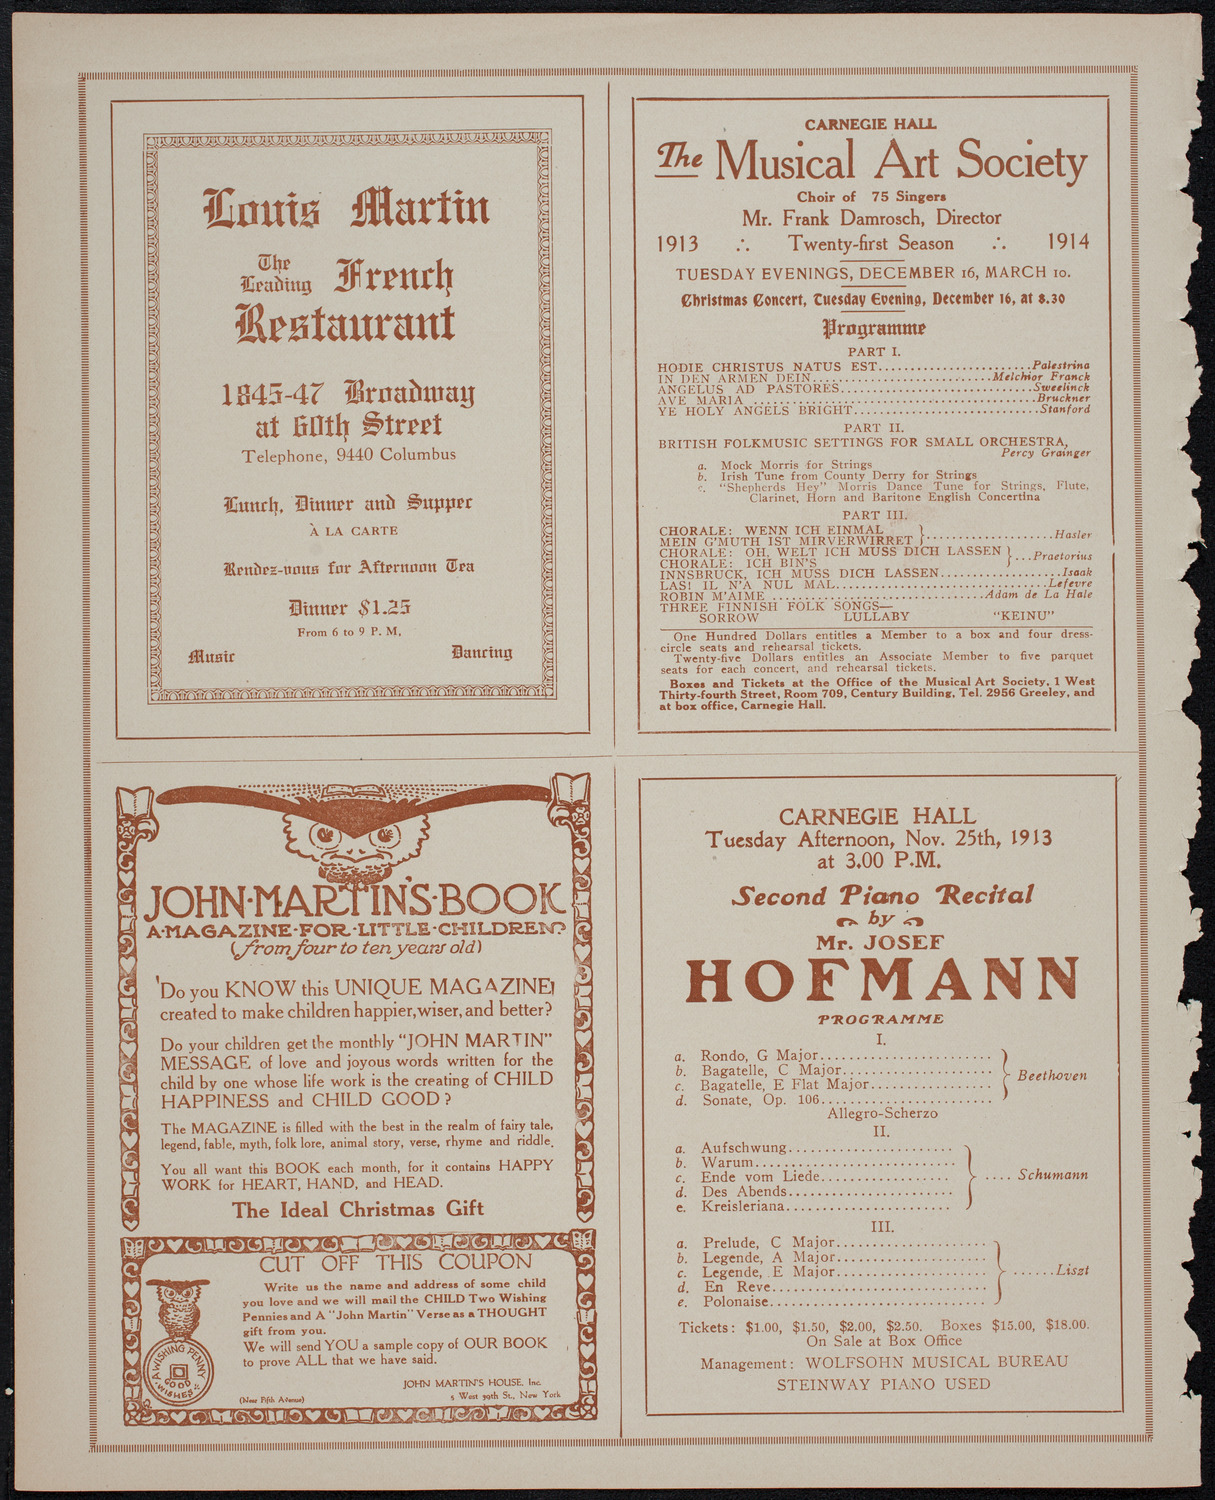 Louis Martin
The Leading French
Restaurant
1845-47 Broadway
at 60th Street
Telephone, 9440 Columbus
Lunch, Dinner and Supper
À LA CARTE
Rendez-vous for Afternoon Tea
Dinner $1.25
From 6 to 9 P. M.
Music Dancing
CARNEGIE HALL
The Musical Art Society
Choir of 75 Singers
Mr. Frank Damrosch, Director
1913 ∴ Twenty-first Season ∴ 1914
TUESDAY EVENINGS, DECEMBER 16, MARCH 10.
Christmas Concert, Tuesday Evening, December 16, at 8.30
Programme
PART I.
HODIE CHRISTUS NATUS EST............................Palestrina
IN DEN ARMEN DEIN................................Melchior Franck
ANGELUS AD PASTORES...................................Sweelinck
AVE MARIA ...............................................Bruckner
YE HOLY ANGELS BRIGHT................................Stanford
PART II.
BRITISH FOLKMUSIC SETTINGS FOR SMALL ORCHESTRA,
Percy Grainger
a. Mock Morris for Strings
b. Irish Tune from County Derry for Strings
c. "Shepherds Hey" Morris Dance Tune for Strings, Flute,
Clarinet, Horn and Baritone English Concertina
PART III.
CHORALE: WENN ICH EINMAL
MEIN G'MUTH IST MIRVERWIRRET } ......................Hasler
CHORALE: OH, WELT ICH MUSS DICH LASSEN
CHORALE: ICH BIN'S } ...Praetorius
INNSBRUCK, ICH MUSS DICH LASSEN....................Isaak
LAS! IL N'A NUL MAL....................................Lefevre
ROBIN M'AIME ..................................Adam de La Hale
THREE FINNISH FOLK SONGS—
SORROW LULLABY "KEINU"
One Hundred Dollars entitles a Member to a box and four dress-
circle seats and rehearsal tickets.
Twenty-five Dollars entitles an Associate Member to five parquet
seats for each concert, and rehearsal tickets.
Boxes and Tickets at the Office of the Musical Art Society, 1 West
Thirty-fourth Street, Room 709, Century Building, Tel. 2956 Greeley, and
at box office, Carnegie Hall.
JOHN·MARTIN'S·BOOK
A·MAGAZINE·FOR·LITTLE·CHILDREN?
(from four to ten years old)
'Do you KNOW this UNIQUE MAGAZINE,
created to make children happier, wiser, and better?
Do your children get the monthly "JOHN MARTIN"
MESSAGE of love and joyous words written for the
child by one whose life work is the creating of CHILD
HAPPINESS and CHILD GOOD?
The MAGAZINE is filled with the best in the realm of fairy tale,
legend, fable, myth, folk lore, animal story, verse, rhyme and riddle.
You all want this BOOK each month, for it contains HAPPY
WORK for HEART, HAND, and HEAD.
The Ideal Christmas Gift
CUT OFF THIS COUPON
Write us the name and address of some child
you love and we will mail the CHILD Two Wishing
Pennies and A "John Martin" Verse as a THOUGHT
gift from you.
We will send YOU a sample copy of OUR BOOK
to prove ALL that we have said.
A WISHING PENNY
GOOD
WISHES
JOHN MARTIN'S HOUSE, Inc.
(Near Fifth Avenue) 5 West 39th St., New York
CARNEGIE HALL
Tuesday Afternoon, Nov. 25th, 1913
at 3.00 P.M.
Second Piano Recital
by
Mr. JOSEF
HOFMANN
PROGRAMME
I.
a. Rondo, G Major........................
b. Bagatelle, C Major.....................
c. Bagatelle, E Flat Major................. } Beethoven
d. Sonate, Op. 106........................
Allegro-Scherzo
II.
a. Aufschwung.......................
b. Warum............................
c. Ende vom Liede.................. } .... Schumann
d. Des Abends.......................
e. Kreisleriana.......................
III.
a. Prelude, C Major.....................
b. Legende, A Major.....................
c. Legende, E Major..................... } ......Liszt
d. En Reve..............................
e. Polonaise..............................
Tickets: $1.00, $1.50, $2.00, $2.50. Boxes $15.00, $18.00.
On Sale at Box Office
Management: WOLFSOHN MUSICAL BUREAU
STEINWAY PIANO USED